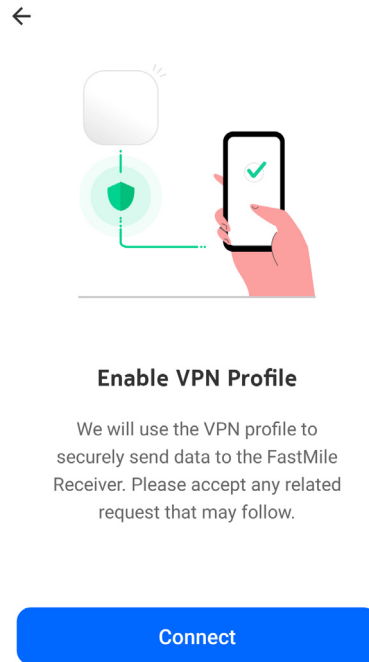 Enable VPN Profile
We will use the VPN profile to
securely send data to the FastMile
Receiver. Please accept any related
request that may follow.
Connect